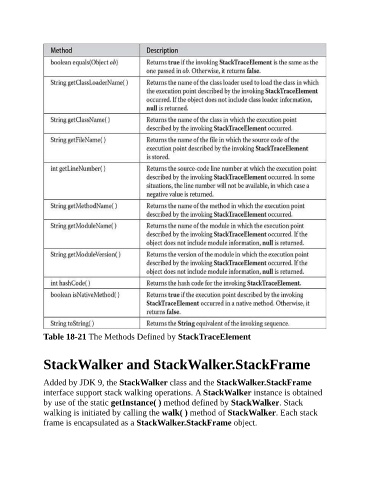 Method Description
boolean equals(Object ob) Returns true if the invoking StackTraceElement is the same as the
one passed in ob. Otherwise, it returns false.
String getClassLoaderName( ) Returns the name of the class loader used to load the class in which
the execution point described by the invoking StackTraceElement
occurred. If the object does not include class loader information,
null is returned.
String getClassName( ) Returns the name of the class in which the execution point
described by the invoking StackTraceElement occurred.
String getFileName( ) Returns the name of the file in which the source code of the
execution point described by the invoking StackTraceElement
is stored.
int getLineNumber( ) Returns the source-code line number at which the execution point
described by the invoking StackTraceElement occurred. In some
situations, the line number will not be available, in which case a
negative value is returned.
String getMethodName( ) Returns the name of the method in which the execution point
described by the invoking StackTraceElement occurred.
String getModuleName( ) Returns the name of the module in which the execution point
described by the invoking StackTraceElement occurred. If the
object does not include module information, null is returned.
String getModuleVersion( ) Returns the version of the module in which the execution point
described by the invoking StackTraceElement occurred. If the
object does not include module information, null is returned.
int hashCode( ) Returns the hash code for the invoking StackTraceElement.
boolean isNativeMethod( ) Returns true if the execution point described by the invoking
StackTraceElement occurred in a native method. Otherwise, it
returns false.
String toString( ) Returns the String equivalent of the invoking sequence.
Table 18-21 The Methods Defined by StackTraceElement
StackWalker and StackWalker.StackFrame
Added by JDK 9, the StackWalker class and the StackWalker.StackFrame
interface support stack walking operations. A StackWalker instance is obtained
by use of the static getInstance( ) method defined by StackWalker. Stack
walking is initiated by calling the walk( ) method of StackWalker. Each stack
frame is encapsulated as a StackWalker.StackFrame object.